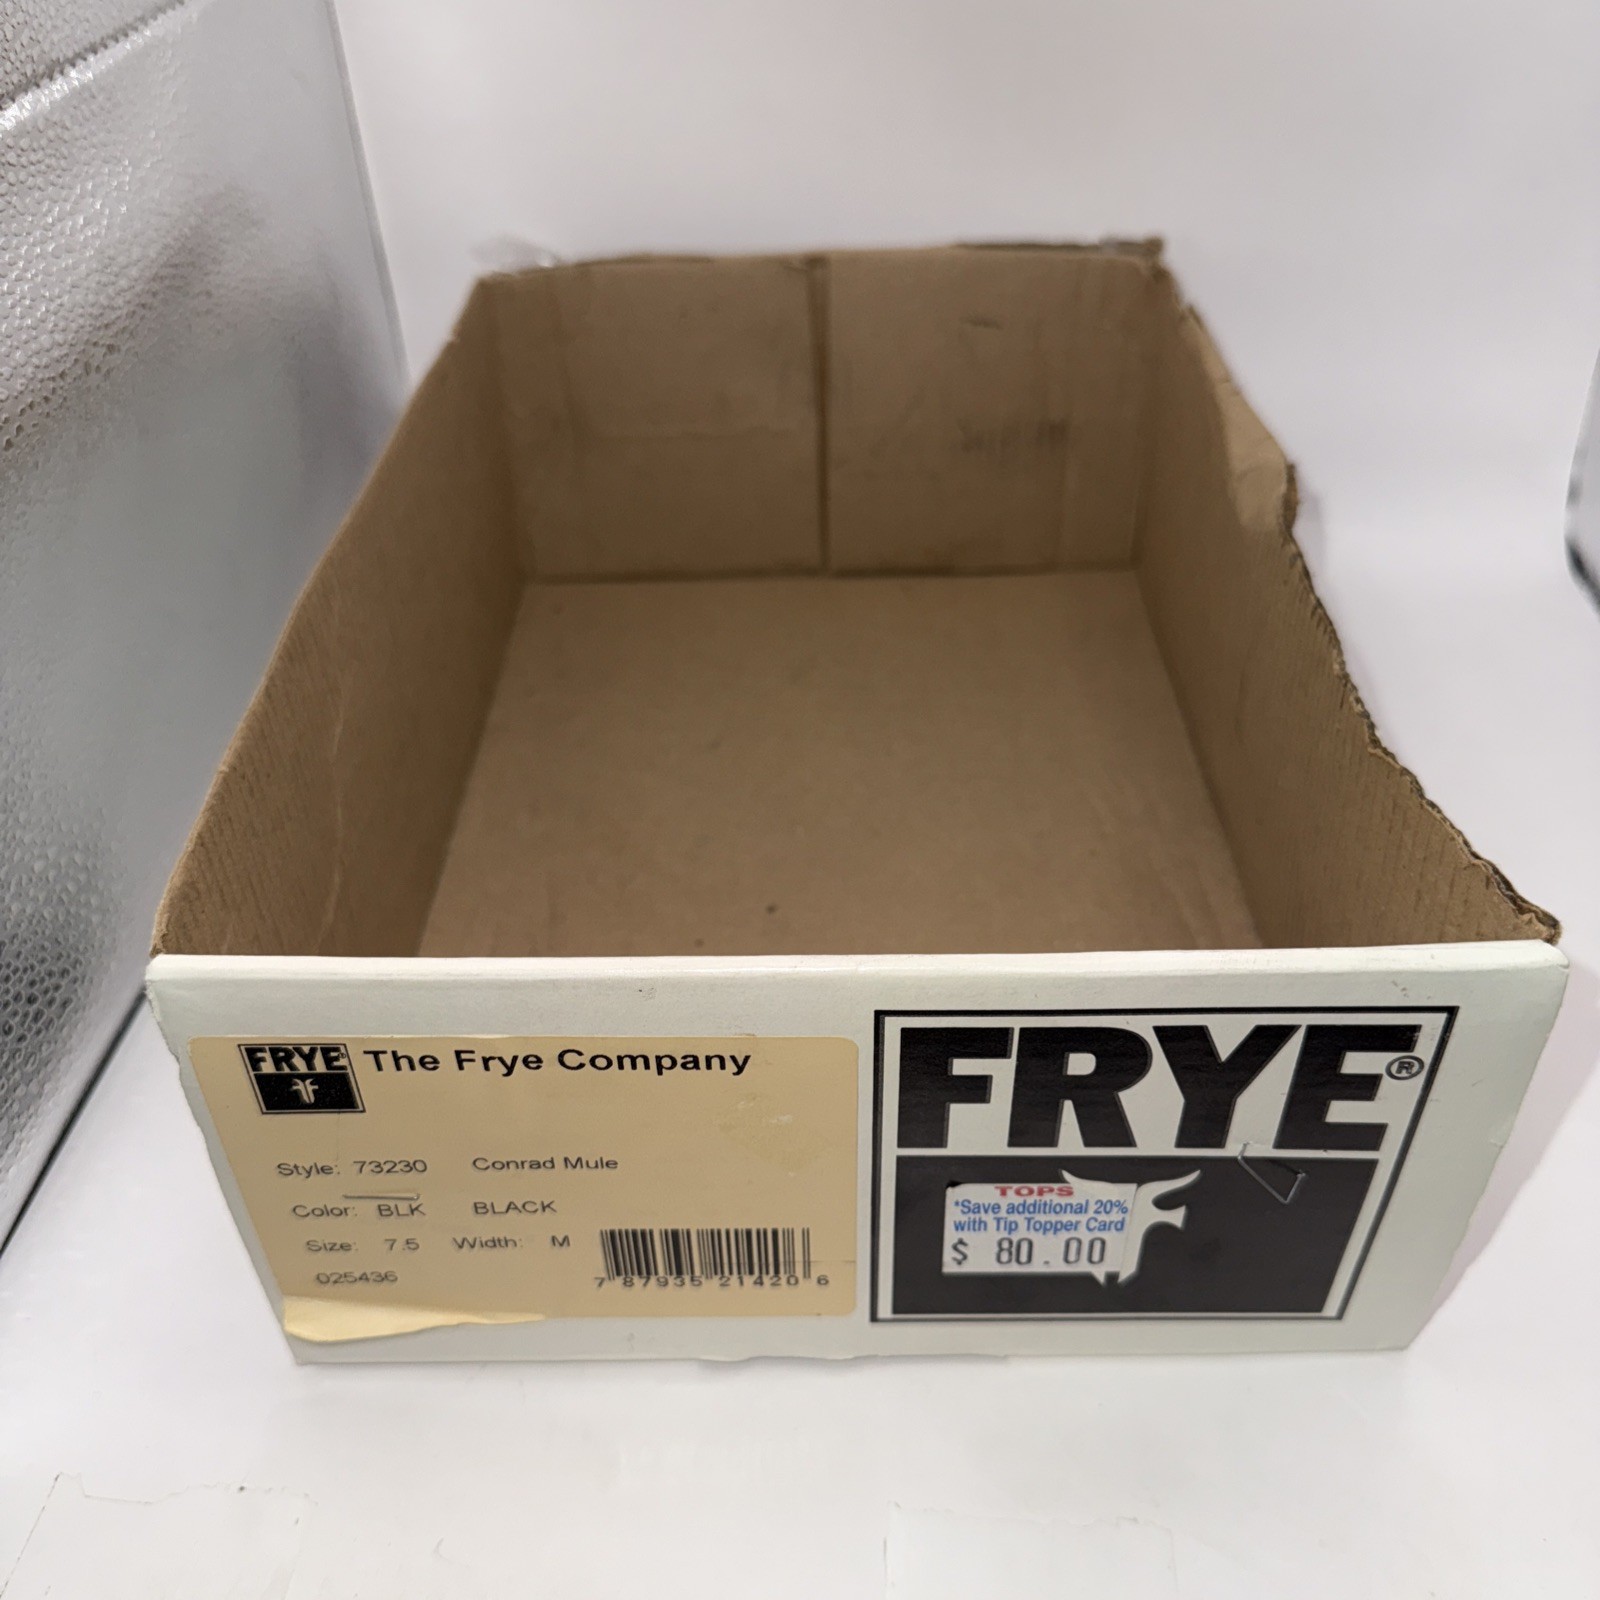 FRYE® The Frye Company
Style: 73230 Conrad Mule
Color: BLK BLACK
Size: 7.5 Width: M
025436
7 87935 21420 6
FRYE®
TOPS
*Save additional 20%
with Tip Topper Card
$ 80.00